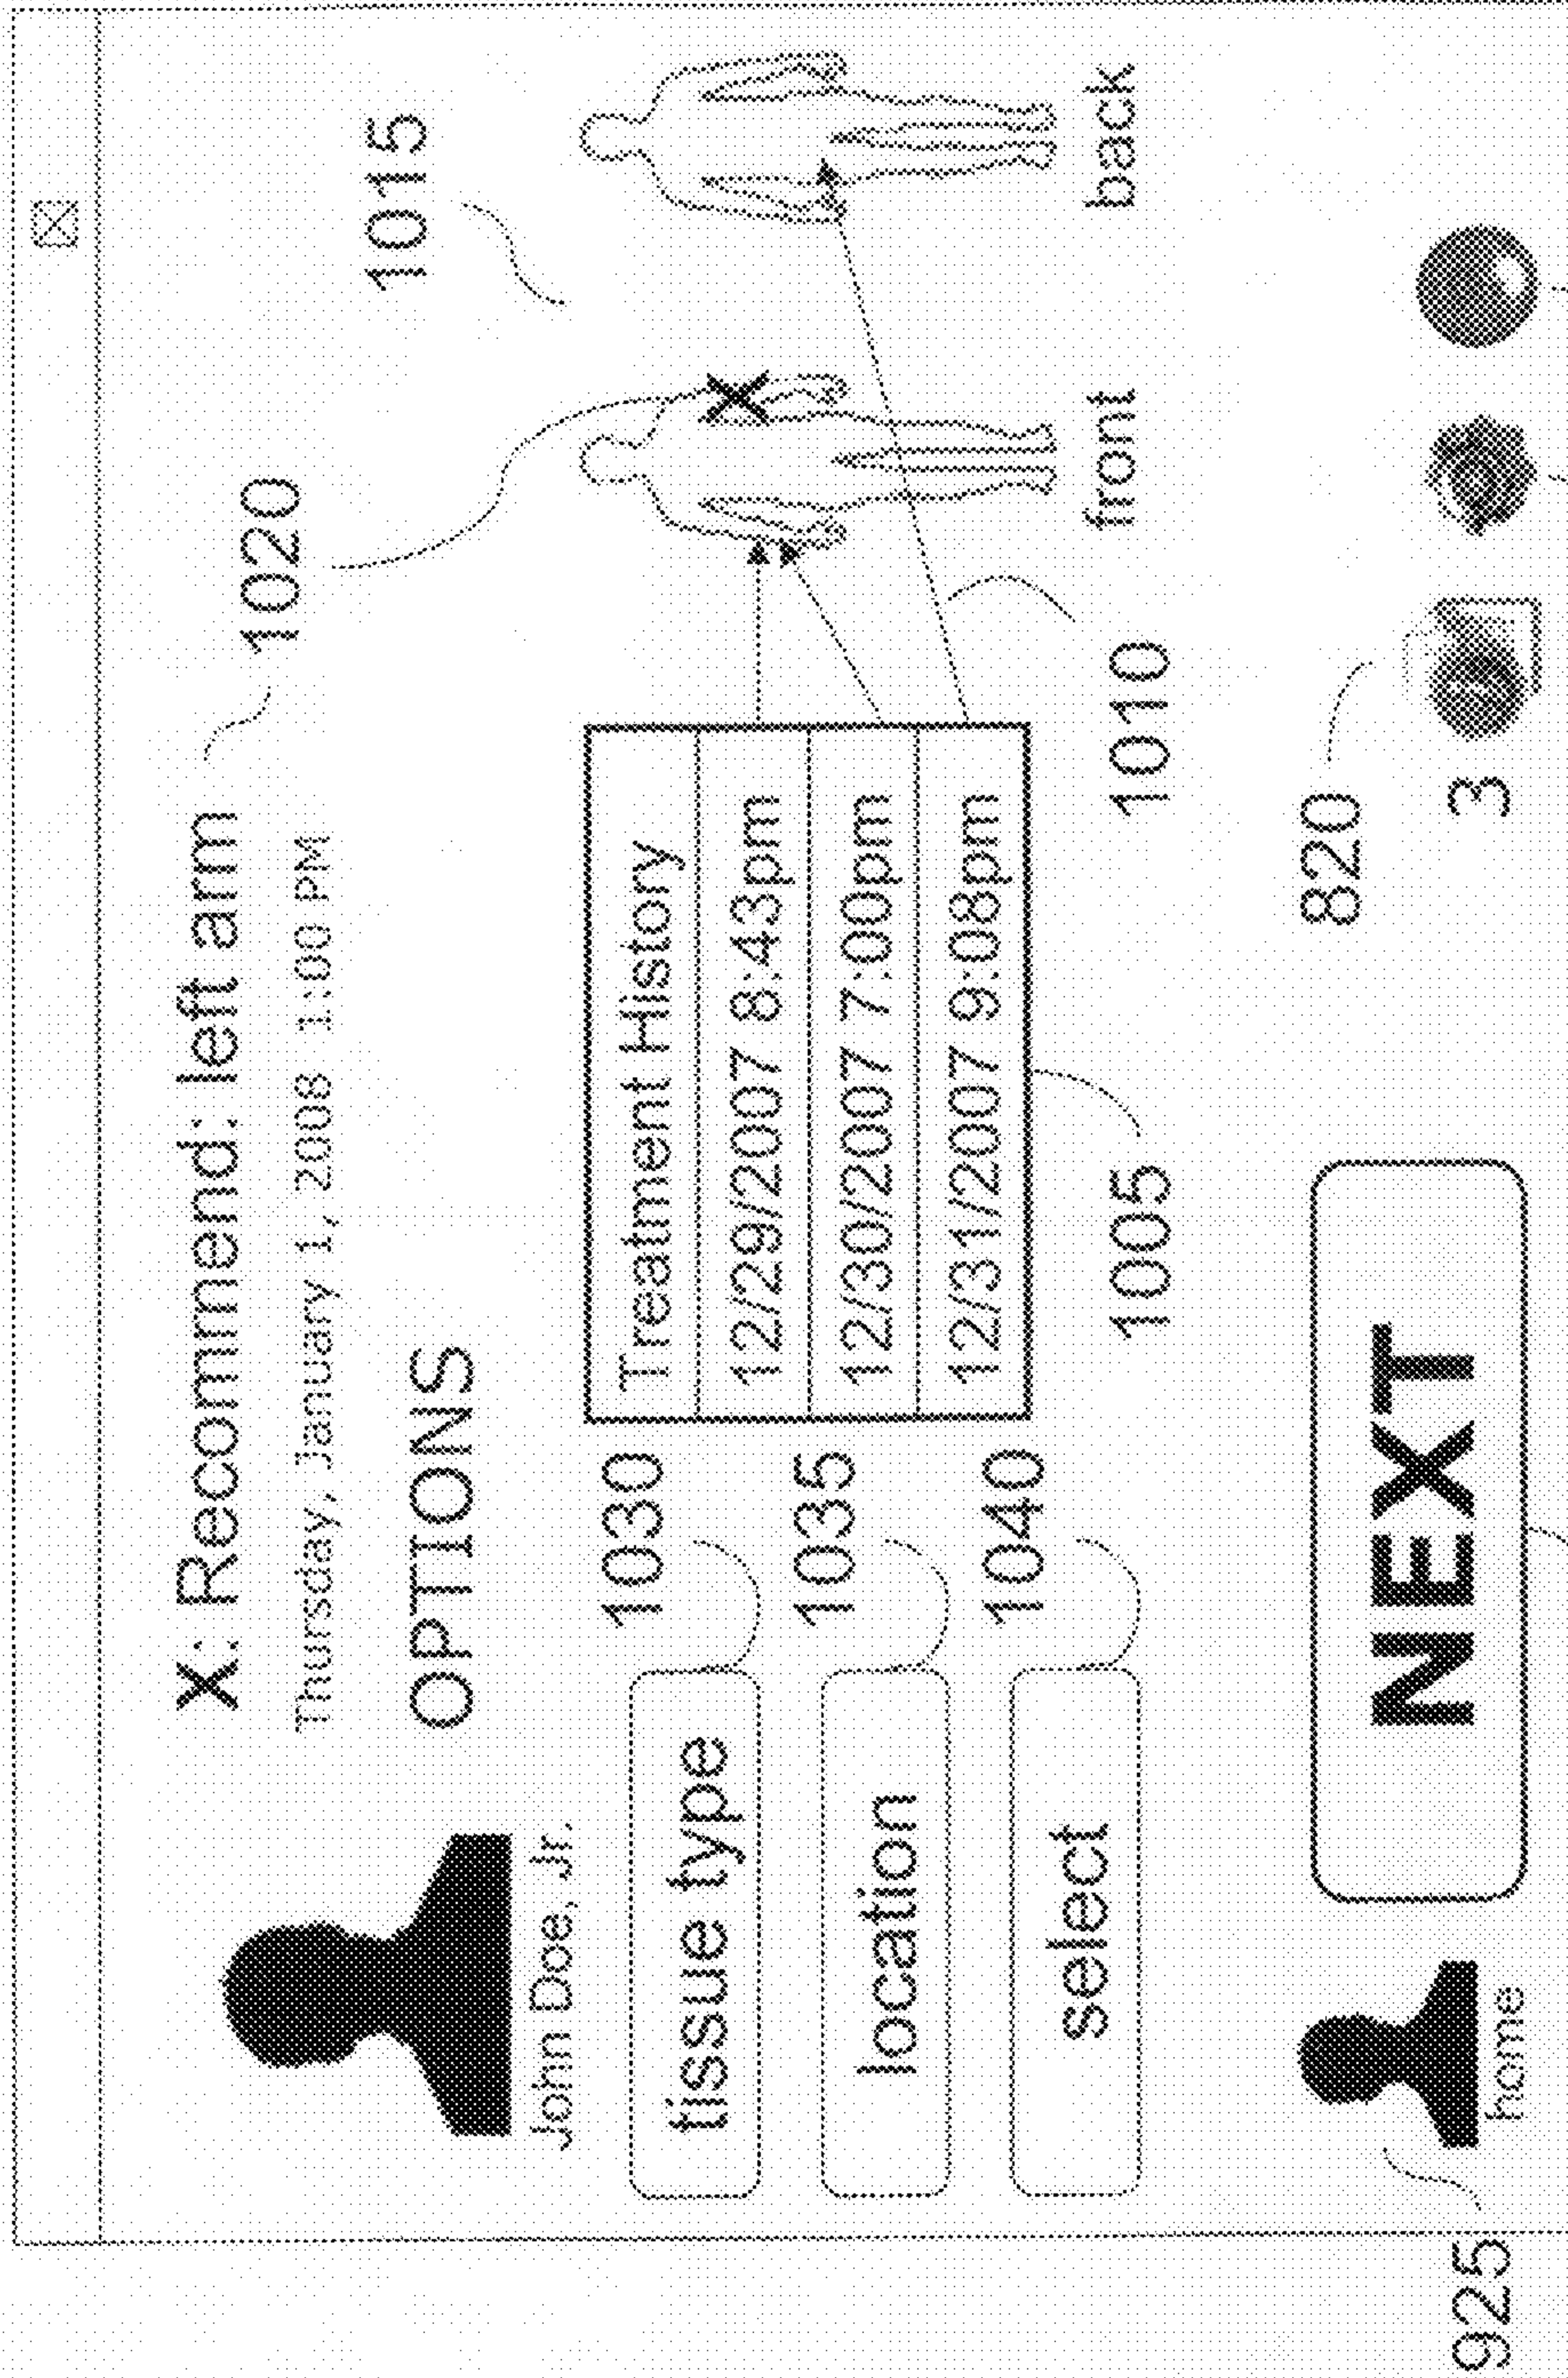 X: Recommend: left arm
1020
Thursday, January 1, 2008 1:00 PM
1015
OPTIONS
John Doe, Jr.
tissue type
1030
location
1035
select
1040
Treatment History
12/29/2007 8:43pm
12/30/2007 7:00pm
12/31/2007 9:08pm
1005
1010
front
back
820
925
home
NEXT
3